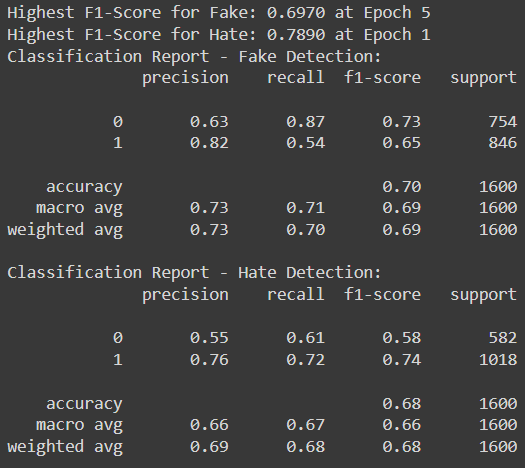 Highest F1-Score for Fake: 0.6970 at Epoch 5
Highest F1-Score for Hate: 0.7890 at Epoch 1
Classification Report - Fake Detection:
precision recall f1-score support
0 0.63 0.87 0.73 754
1 0.82 0.54 0.65 846
accuracy 0.70 1600
macro avg 0.73 0.71 0.69 1600
weighted avg 0.73 0.70 0.69 1600
Classification Report - Hate Detection:
precision recall f1-score support
0 0.55 0.61 0.58 582
1 0.76 0.72 0.74 1018
accuracy 0.68 1600
macro avg 0.66 0.67 0.66 1600
weighted avg 0.69 0.68 0.68 1600